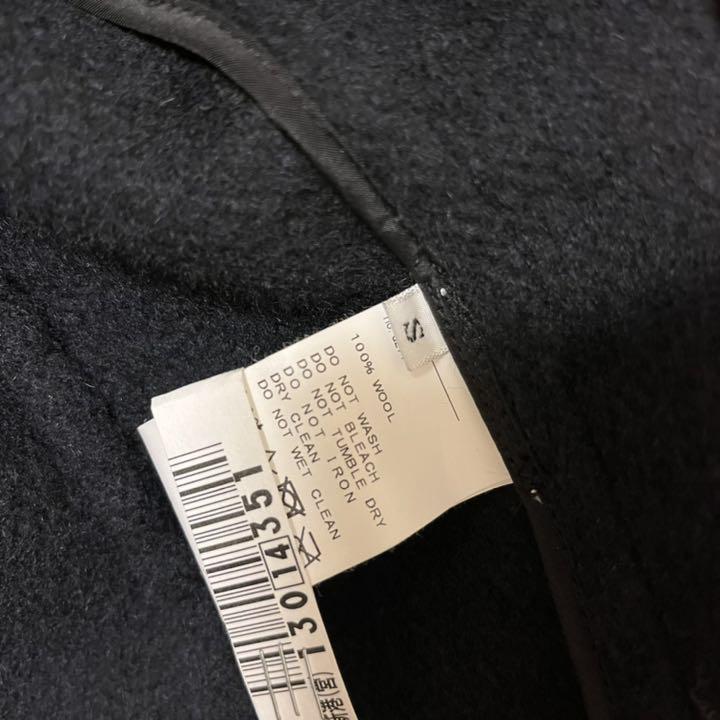 S
100% WOOL
DO NOT WASH
DO NOT BLEACH
DO NOT TUMBLE DRY
DO NOT IRON
DRY CLEAN
DO NOT WET CLEAN
13014351